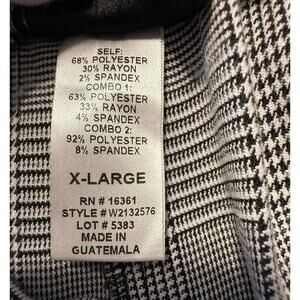 SELF:
68% POLYESTER
30% RAYON
2% SPANDEX
COMBO 1:
63% POLYESTER
33% RAYON
4% SPANDEX
COMBO 2:
92% POLYESTER
8% SPANDEX
X-LARGE
RN # 16361
STYLE # W2132576
LOT # 5383
MADE IN
GUATEMALA